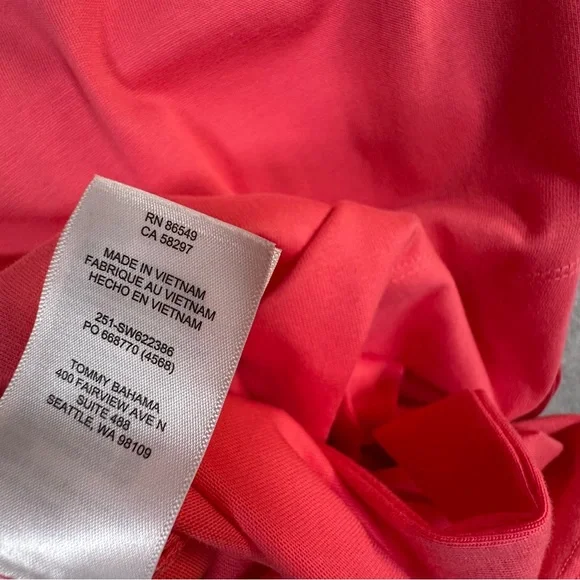 RN 86549
CA 58297
MADE IN VIETNAM
FABRIQUE AU VIETNAM
HECHO EN VIETNAM
251-SW622386
PO 668770 (4568)
TOMMY BAHAMA
400 FAIRVIEW AVE N
SUITE 488
SEATTLE, WA 98109